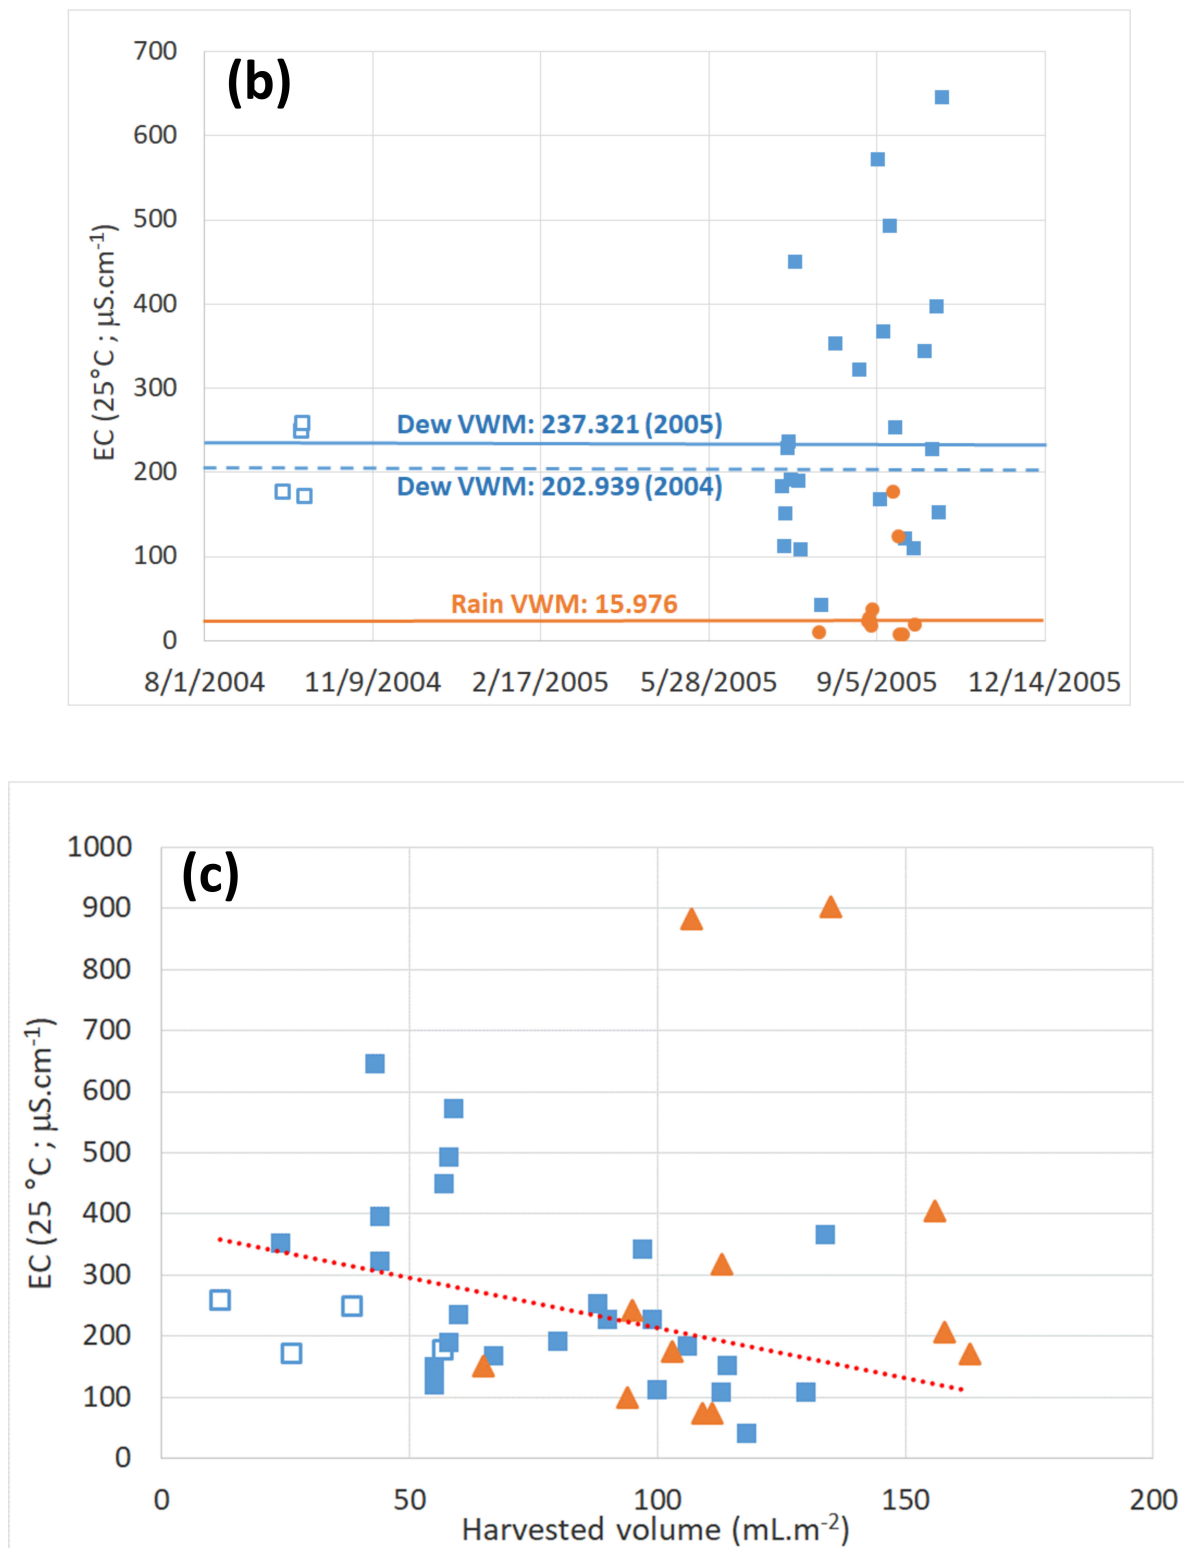 (b)
700
600
500
400
300
200
100
0
EC (25°C ; µS.cm⁻¹)
Dew VWM: 237.321 (2005)
Dew VWM: 202.939 (2004)
Rain VWM: 15.976
8/1/2004 11/9/2004 2/17/2005 5/28/2005 9/5/2005 12/14/2005
(c)
1000
900
800
700
600
500
400
300
200
100
0
EC (25 °C ; µS.cm⁻¹)
0 50 100 150 200
Harvested volume (mL.m⁻²)